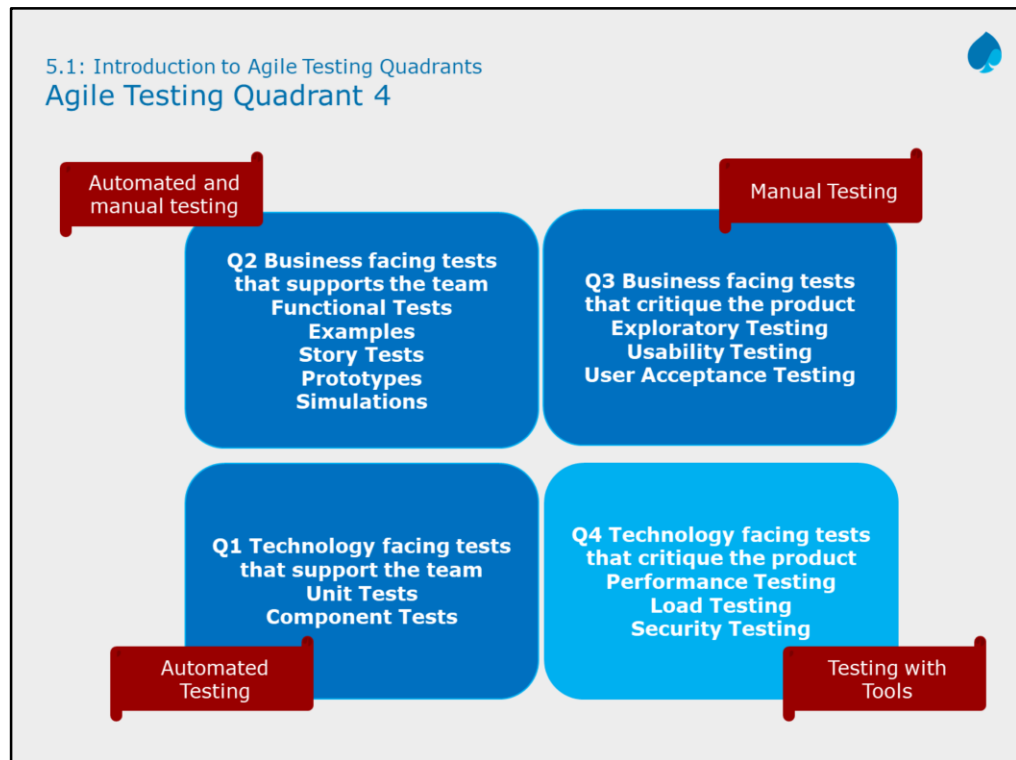 5.1: Introduction to Agile Testing Quadrants
Agile Testing Quadrant 4
Automated and
manual testing
Manual Testing
Q2 Business facing tests
that supports the team
Functional Tests
Examples
Story Tests
Prototypes
Simulations
Q3 Business facing tests
that critique the product
Exploratory Testing
Usability Testing
User Acceptance Testing
Q1 Technology facing tests
that support the team
Unit Tests
Component Tests
Q4 Technology facing tests
that critique the product
Performance Testing
Load Testing
Security Testing
Automated
Testing
Testing with
Tools